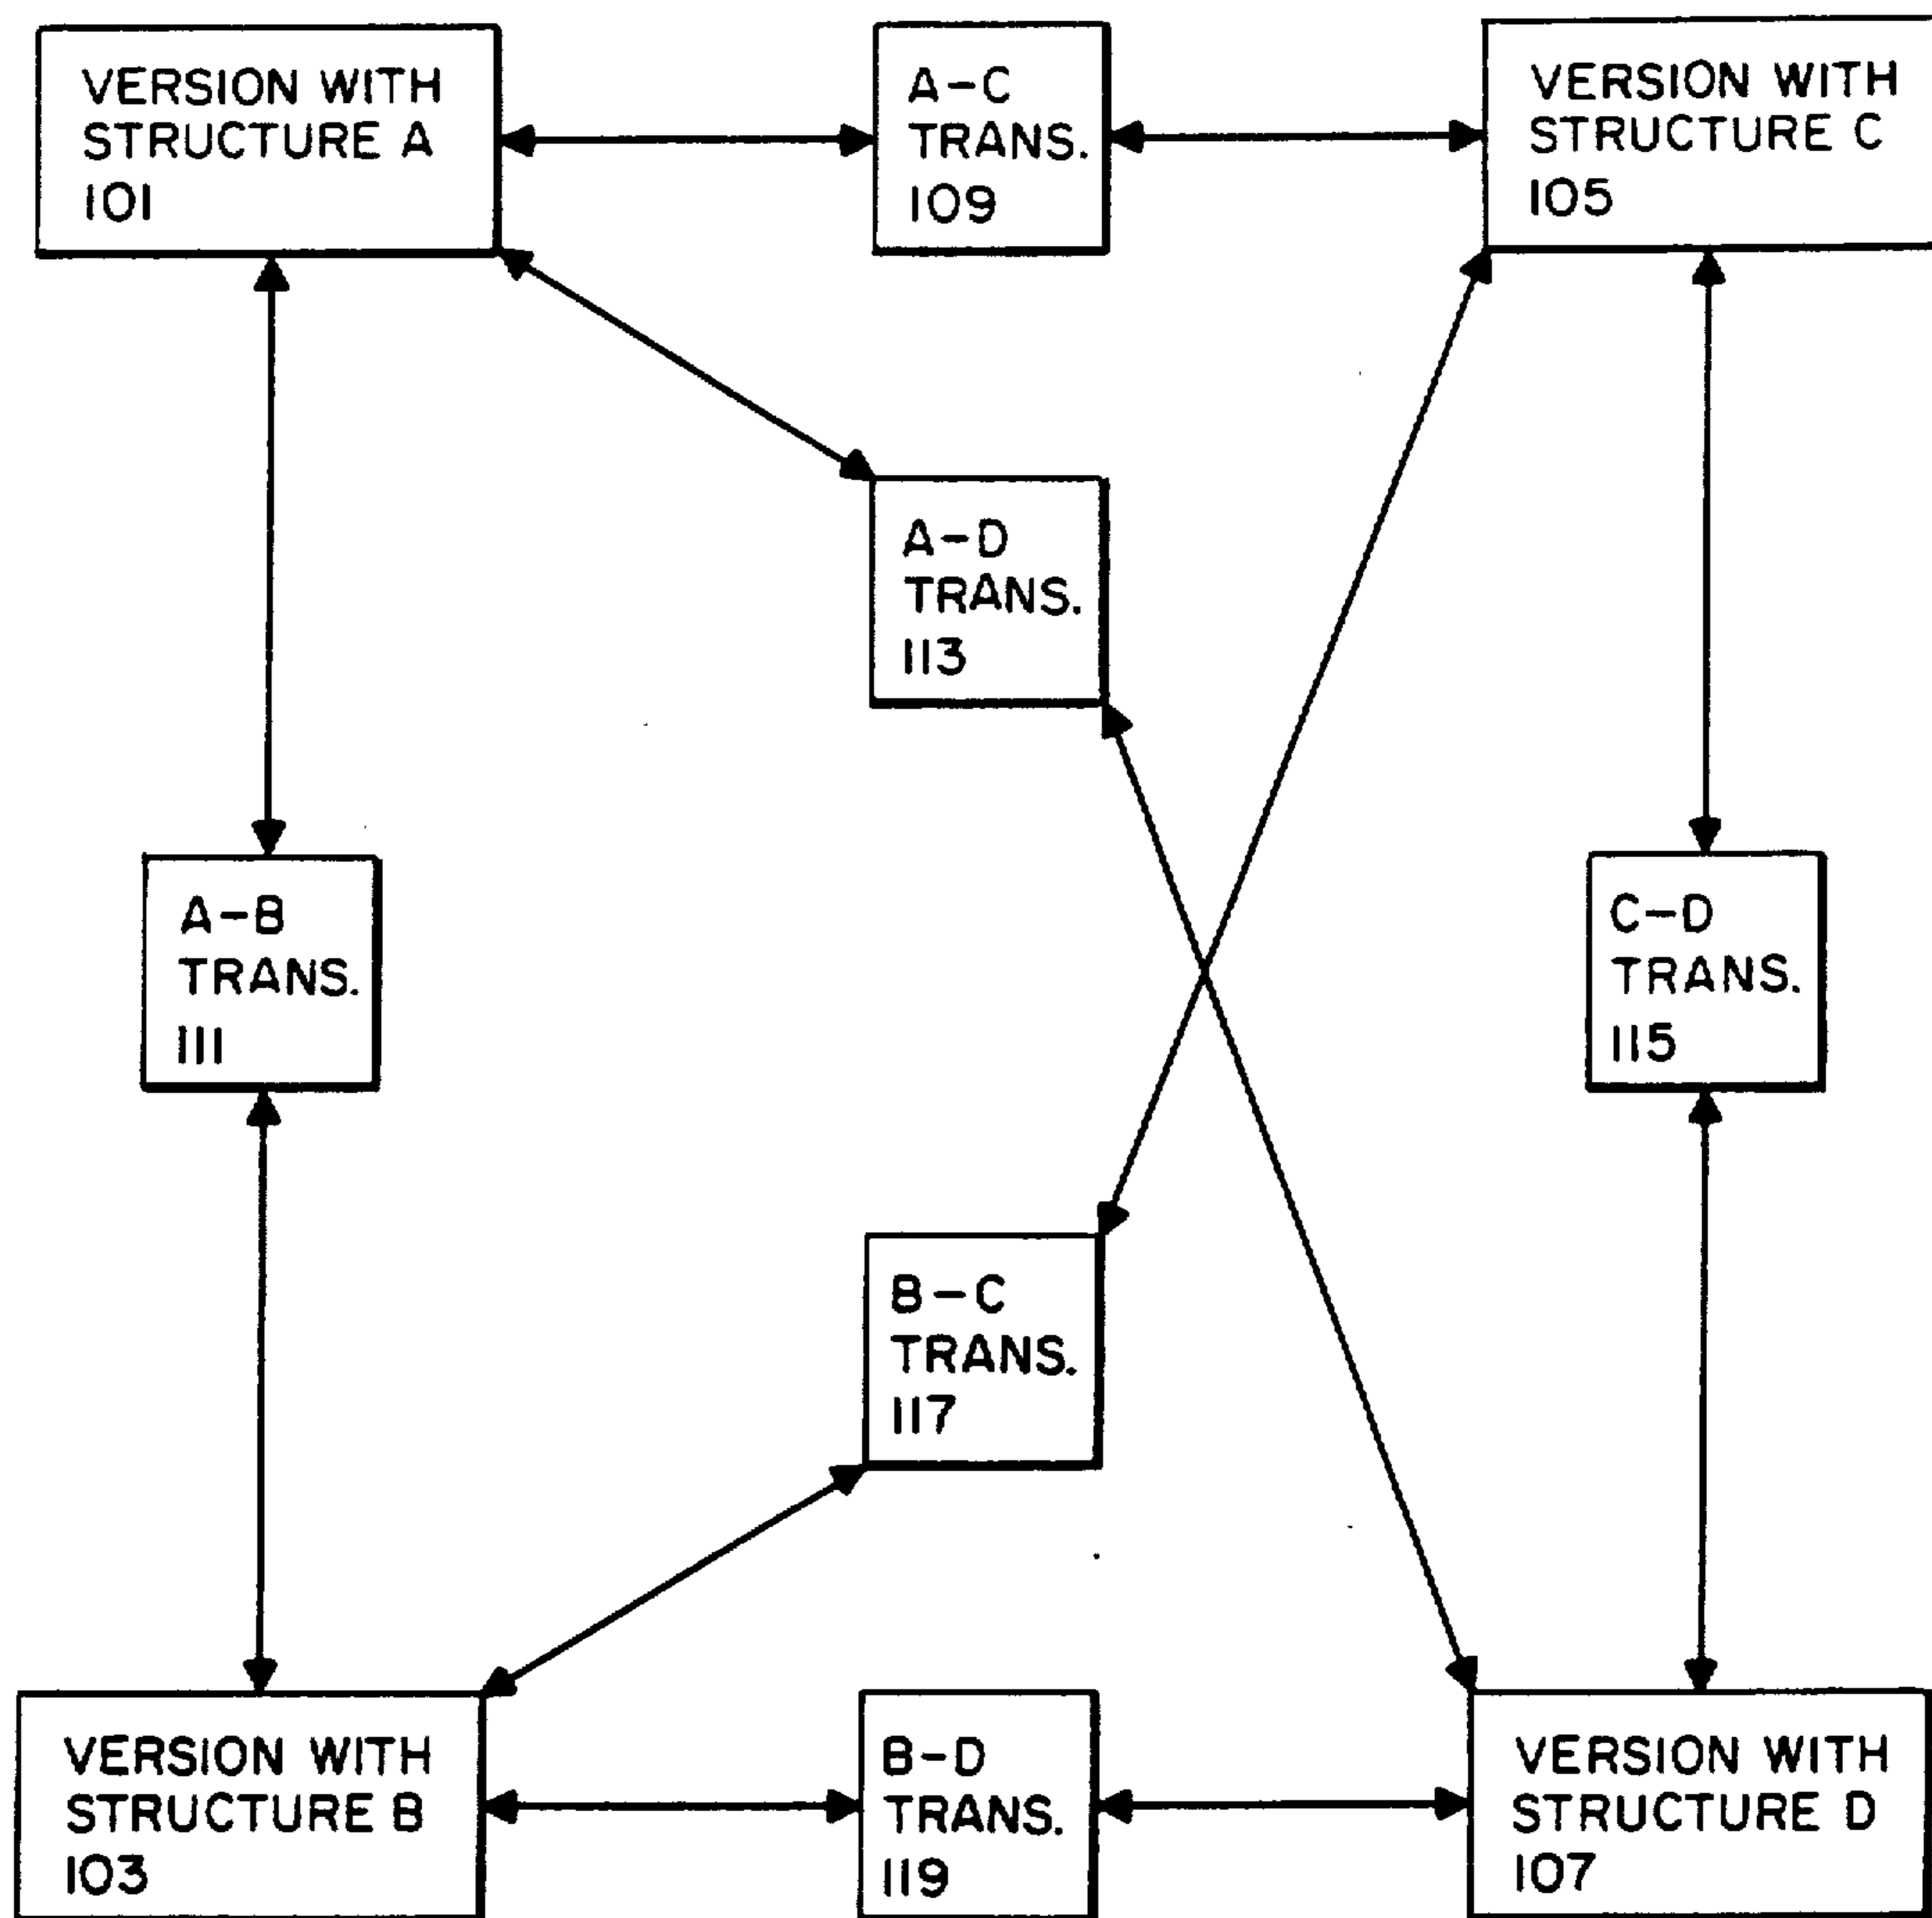 VERSION WITH
STRUCTURE A
101
A-C
TRANS.
109
VERSION WITH
STRUCTURE C
105
A-D
TRANS.
113
A-B
TRANS.
111
C-D
TRANS.
115
B-C
TRANS.
117
VERSION WITH
STRUCTURE B
103
B-D
TRANS.
119
VERSION WITH
STRUCTURE D
107